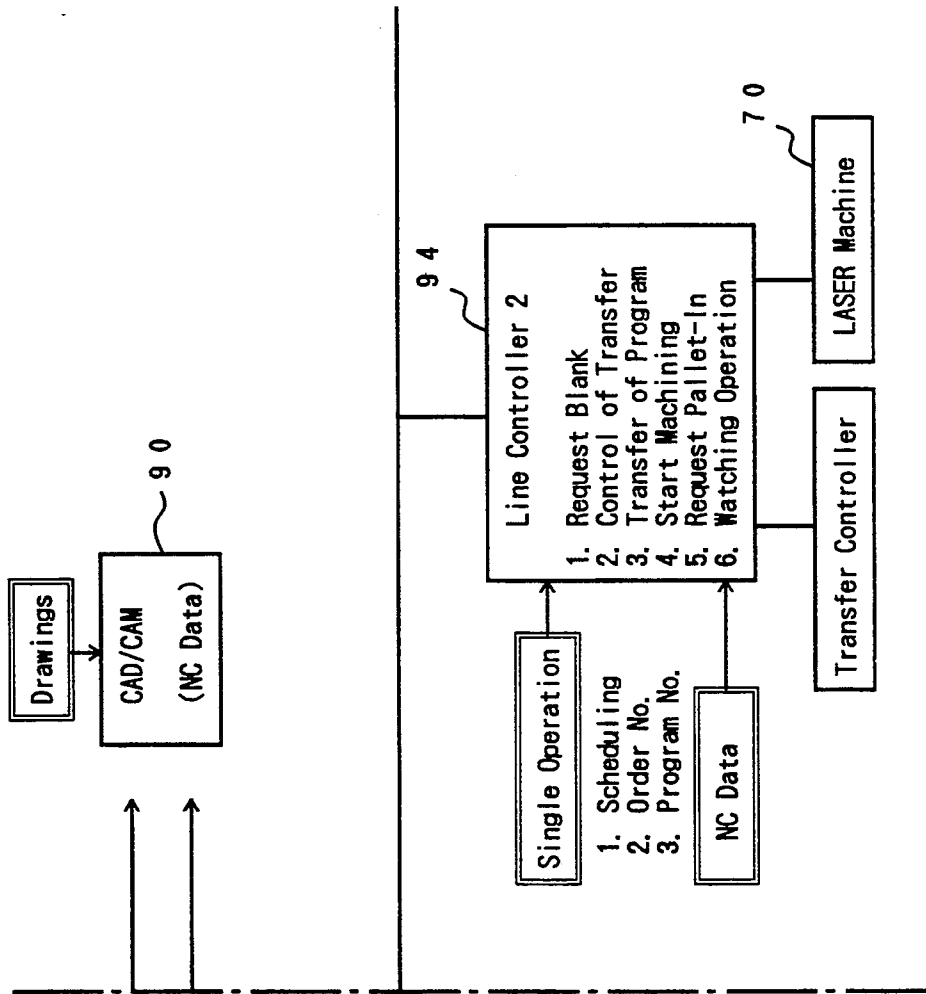 Drawings
CAD/CAM
(NC Data)
90
94
Line Controller 2
1. Request Blank
2. Control of Transfer
3. Transfer of Program
4. Start Machining
5. Request Pallet-In
6. Watching Operation
Single Operation
1. Scheduling
2. Order No.
3. Program No.
NC Data
Transfer Controller
LASER Machine
70